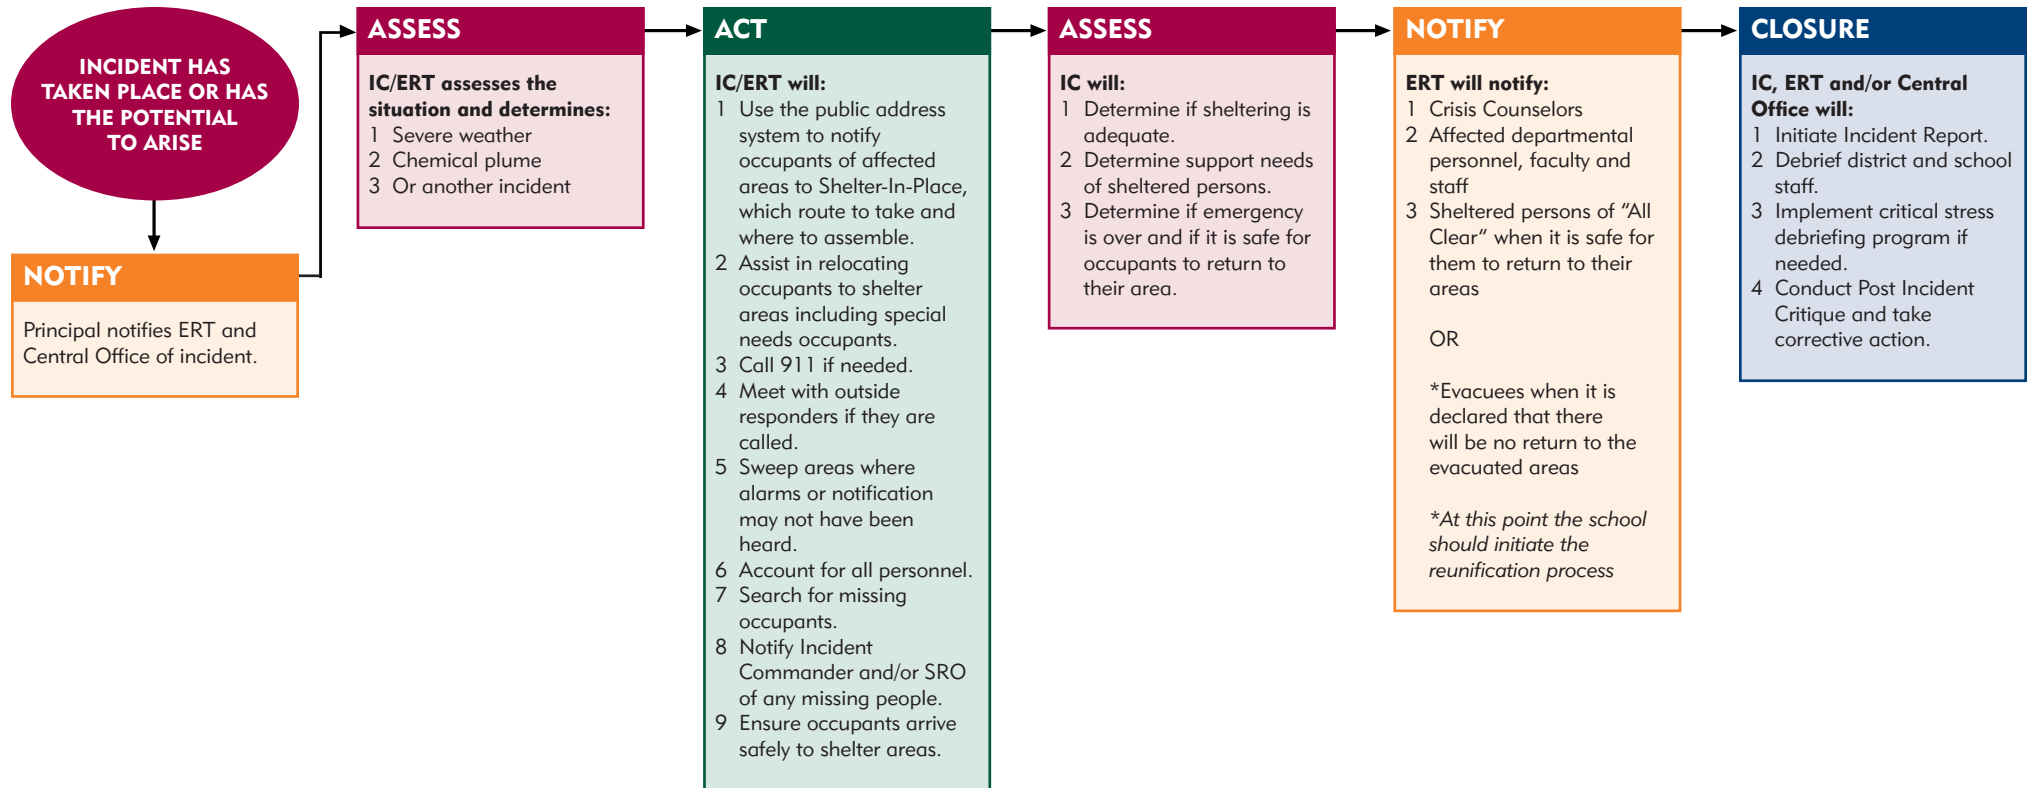 INCIDENT HAS
TAKEN PLACE OR HAS
THE POTENTIAL
TO ARISE
NOTIFY
Principal notifies ERT and
Central Office of incident.
ASSESS
IC/ERT assesses the
situation and determines:
1 Severe weather
2 Chemical plume
3 Or another incident
ACT
IC/ERT will:
1 Use the public address
system to notify
occupants of affected
areas to Shelter-In-Place,
which route to take and
where to assemble.
2 Assist in relocating
occupants to shelter
areas including special
needs occupants.
3 Call 911 if needed.
4 Meet with outside
responders if they are
called.
5 Sweep areas where
alarms or notification
may not have been
heard.
6 Account for all personnel.
7 Search for missing
occupants.
8 Notify Incident
Commander and/or SRO
of any missing people.
9 Ensure occupants arrive
safely to shelter areas.
ASSESS
IC will:
1 Determine if sheltering is
adequate.
2 Determine support needs
of sheltered persons.
3 Determine if emergency
is over and if it is safe for
occupants to return to
their area.
NOTIFY
ERT will notify:
1 Crisis Counselors
2 Affected departmental
personnel, faculty and
staff
3 Sheltered persons of “All
Clear” when it is safe for
them to return to their
areas
OR
*Evacuees when it is
declared that there
will be no return to the
evacuated areas
*At this point the school
should initiate the
reunification process
CLOSURE
IC, ERT and/or Central
Office will:
1 Initiate Incident Report.
2 Debrief district and school
staff.
3 Implement critical stress
debriefing program if
needed.
4 Conduct Post Incident
Critique and take
corrective action.